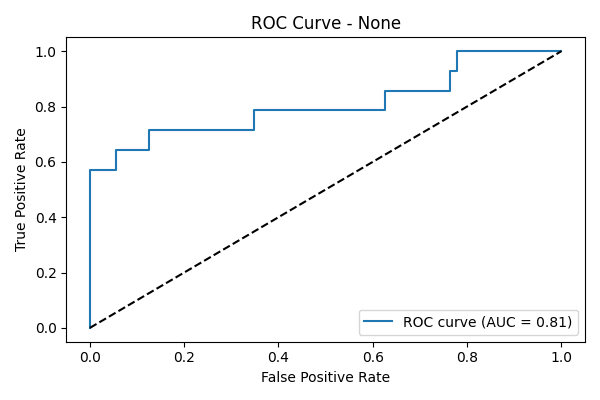 ROC Curve - None
True Positive Rate
1.0
0.8
0.6
0.4
0.2
0.0
ROC curve (AUC = 0.81)
0.0 0.2 0.4 0.6 0.8 1.0
False Positive Rate